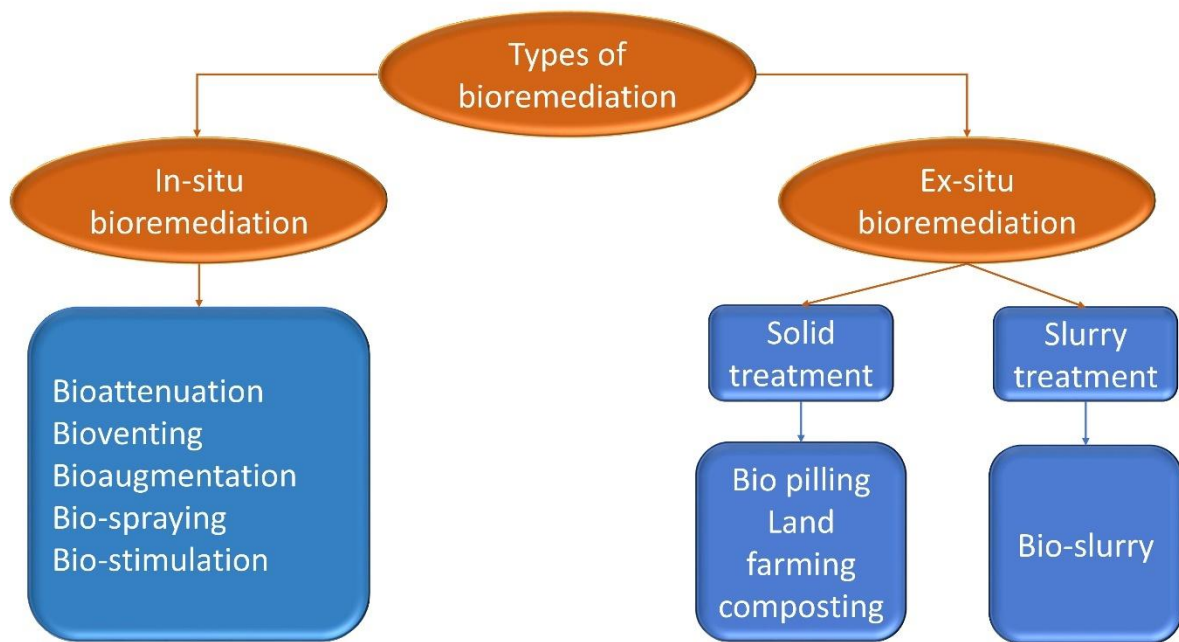 Types of
bioremediation
In-situ
bioremediation
Ex-situ
bioremediation
Bioattenuation
Bioventing
Bioaugmentation
Bio-spraying
Bio-stimulation
Solid
treatment
Slurry
treatment
Bio pilling
Land
farming
composting
Bio-slurry